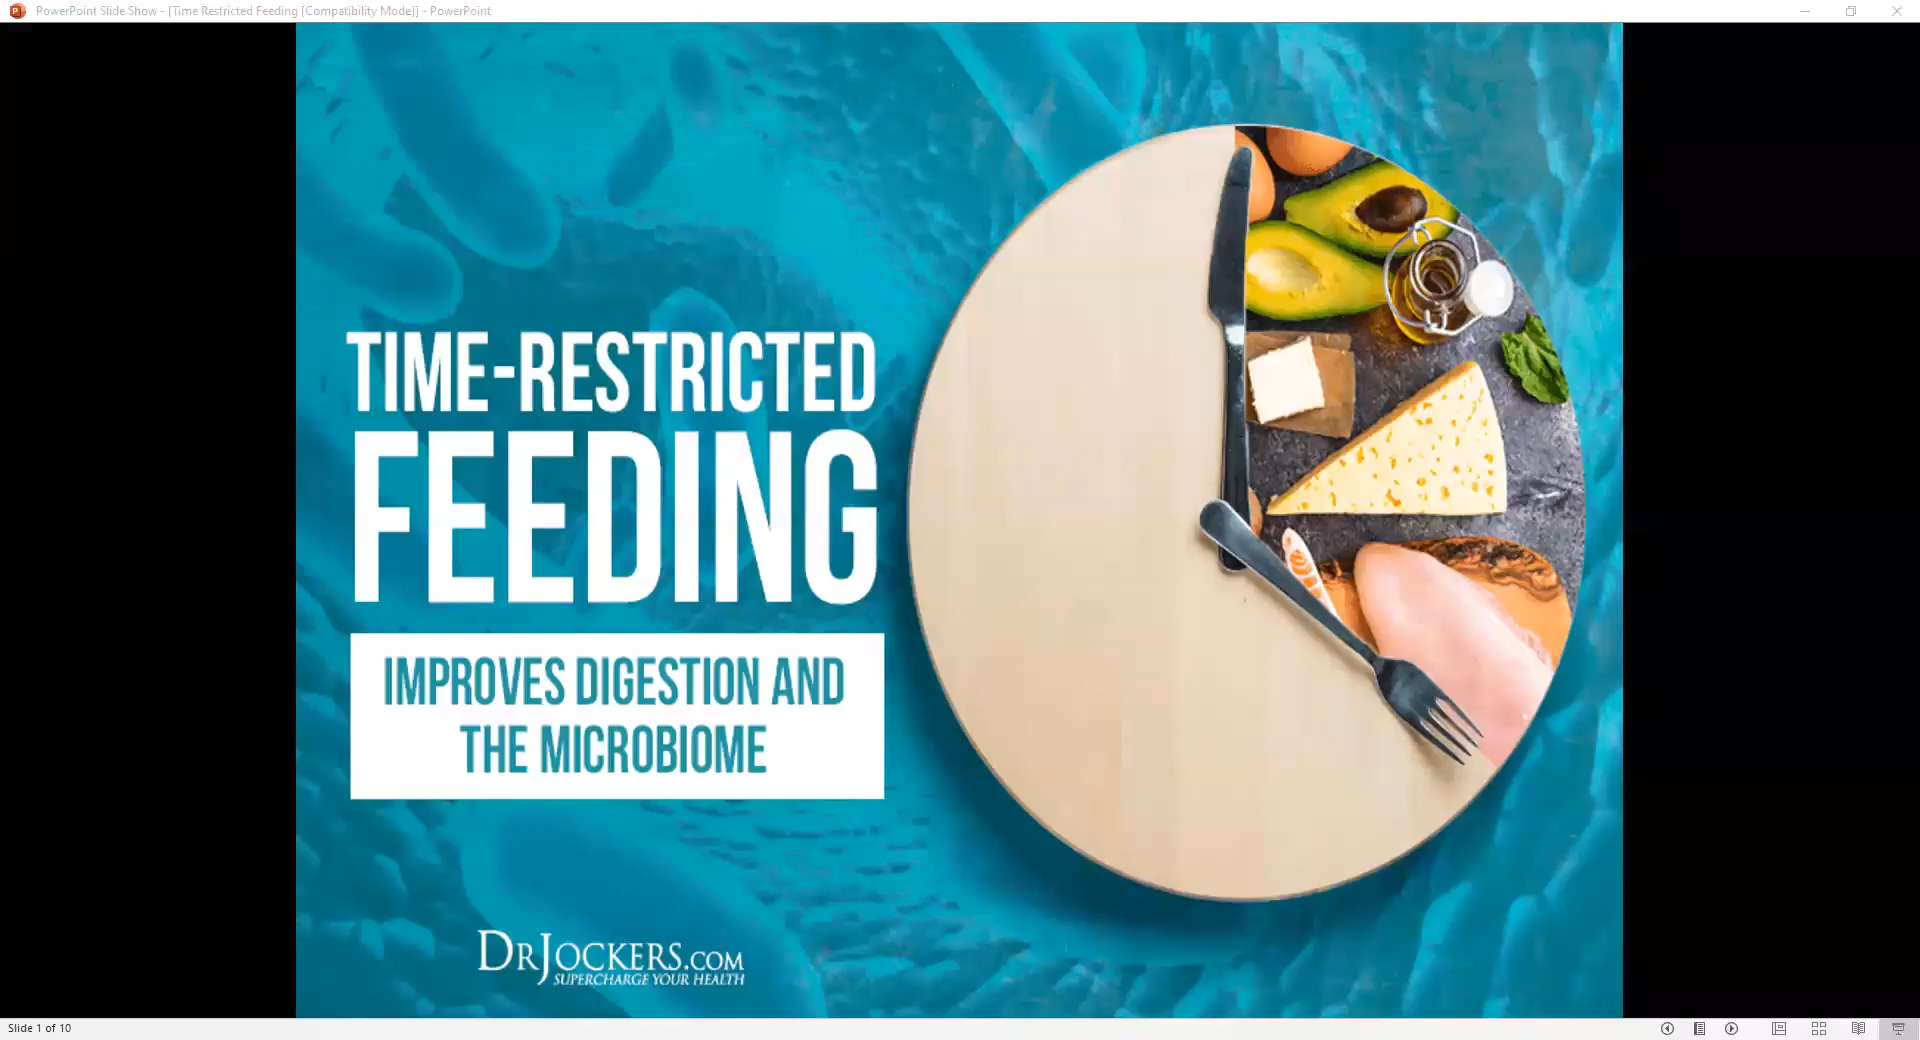 PowerPoint Slide Show - [Time Restricted Feeding [Compatibility Mode]] - PowerPoint
TIME-RESTRICTED
FEEDING
IMPROVES DIGESTION AND
THE MICROBIOME
DRJOCKERS.COM
SUPERCHARGE YOUR HEALTH
Slide 1 of 10